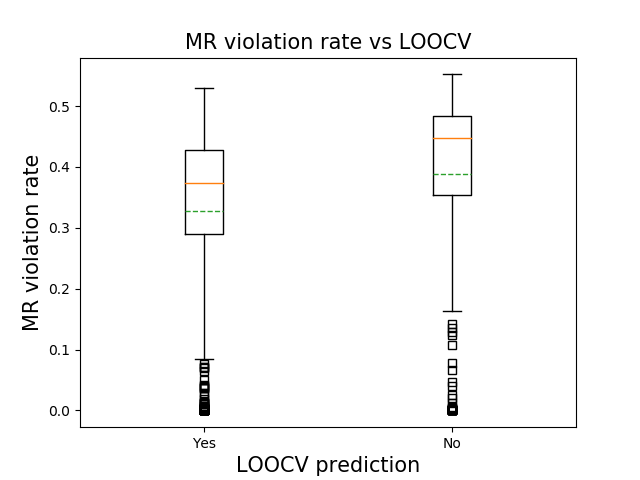 MR violation rate vs LOOCV
MR violation rate
0.5
0.4
0.3
0.2
0.1
0.0
Yes
No
LOOCV prediction